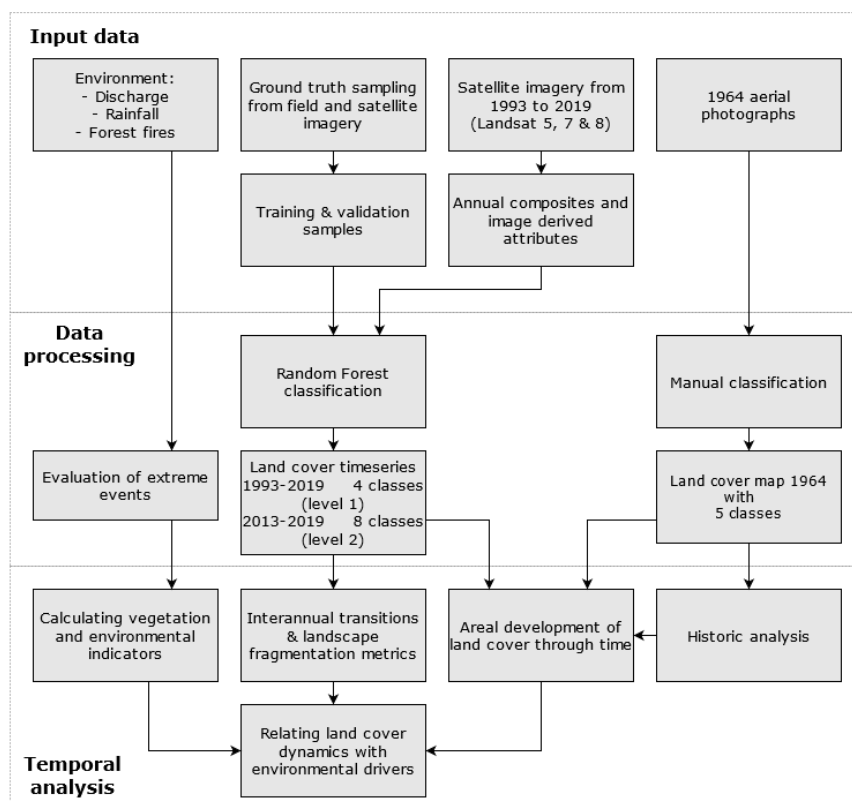 Input data
Environment:
- Discharge
- Rainfall
- Forest fires
Ground truth sampling
from field and satellite
imagery
Satellite imagery from
1993 to 2019
(Landsat 5, 7 & 8)
1964 aerial
photographs
Training & validation
samples
Annual composites and
image derived
attributes
Data
processing
Random Forest
classification
Manual classification
Evaluation of extreme
events
Land cover timeseries
1993-2019 4 classes
(level 1)
2013-2019 8 classes
(level 2)
Land cover map 1964
with
5 classes
Calculating vegetation
and environmental
indicators
Interannual transitions
& landscape
fragmentation metrics
Areal development of
land cover through time
Historic analysis
Relating land cover
dynamics with
environmental drivers
Temporal
analysis